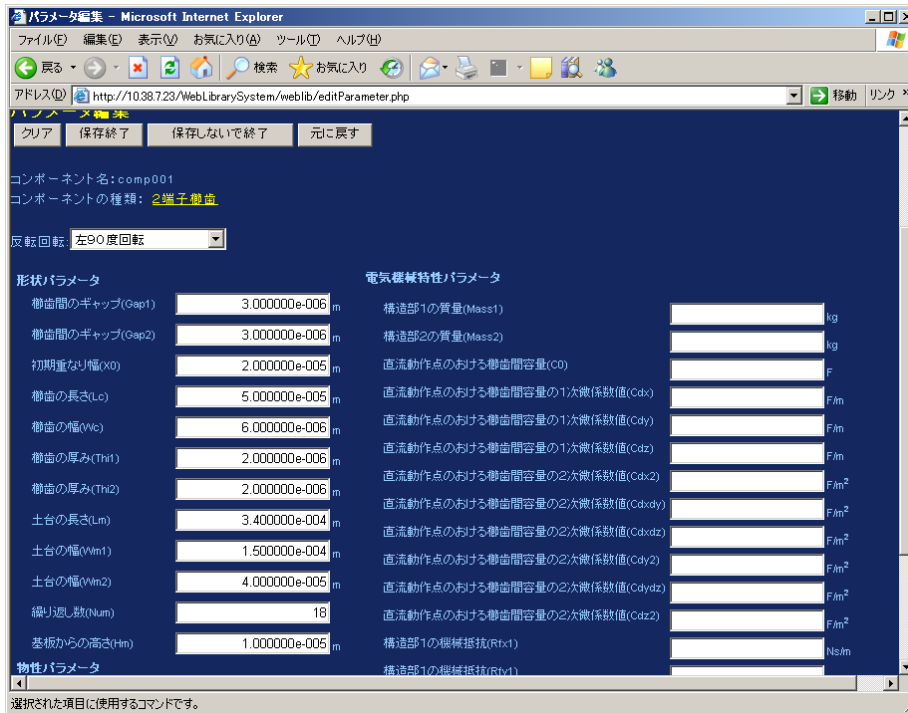 パラメータ編集 - Microsoft Internet Explorer
ファイル(F) 編集(E) 表示(V) お気に入り(A) ツール(T) ヘルプ(H)
戻る 検索 お気に入り
アドレス(D) http://10.38.7.23/WebLibrarySystem/weblib/editParameter.php 移動 リンク »
パラメータ編集
クリア 保存終了 保存しないで終了 元に戻す
コンポーネント名:comp001
コンポーネントの種類: 2端子櫛歯
反転回転: 左90度回転
形状パラメータ
櫛歯間のギャップ(Gap1) 3.000000e-006 m
櫛歯間のギャップ(Gap2) 3.000000e-006 m
初期重なり幅(X0) 2.000000e-005 m
櫛歯の長さ(Lc) 5.000000e-005 m
櫛歯の幅(Wc) 6.000000e-006 m
櫛歯の厚み(Thi1) 2.000000e-006 m
櫛歯の厚み(Thi2) 2.000000e-006 m
土台の長さ(Lm) 3.400000e-004 m
土台の幅(Wm1) 1.500000e-004 m
土台の幅(Wm2) 4.000000e-005 m
繰り返し数(Num) 18
基板からの高さ(Hm) 1.000000e-005 m
物性パラメータ
電気機械特性パラメータ
構造部1の質量(Mass1) kg
構造部2の質量(Mass2) kg
直流動作点のおける櫛歯間容量(C0) F
直流動作点のおける櫛歯間容量の1次微係数値(Cdx) F/m
直流動作点のおける櫛歯間容量の1次微係数値(Cdy) F/m
直流動作点のおける櫛歯間容量の1次微係数値(Cdz) F/m
直流動作点のおける櫛歯間容量の2次微係数値(Cdx2) F/m²
直流動作点のおける櫛歯間容量の2次微係数値(Cdxdy) F/m²
直流動作点のおける櫛歯間容量の2次微係数値(Cdxdz) F/m²
直流動作点のおける櫛歯間容量の2次微係数値(Cdy2) F/m²
直流動作点のおける櫛歯間容量の2次微係数値(Cdydz) F/m²
直流動作点のおける櫛歯間容量の2次微係数値(Cdz2) F/m²
構造部1の機械抵抗(Rfx1) Ns/m
構造部1の機械抵抗(Rfy1)
選択された項目に使用するコマンドです。